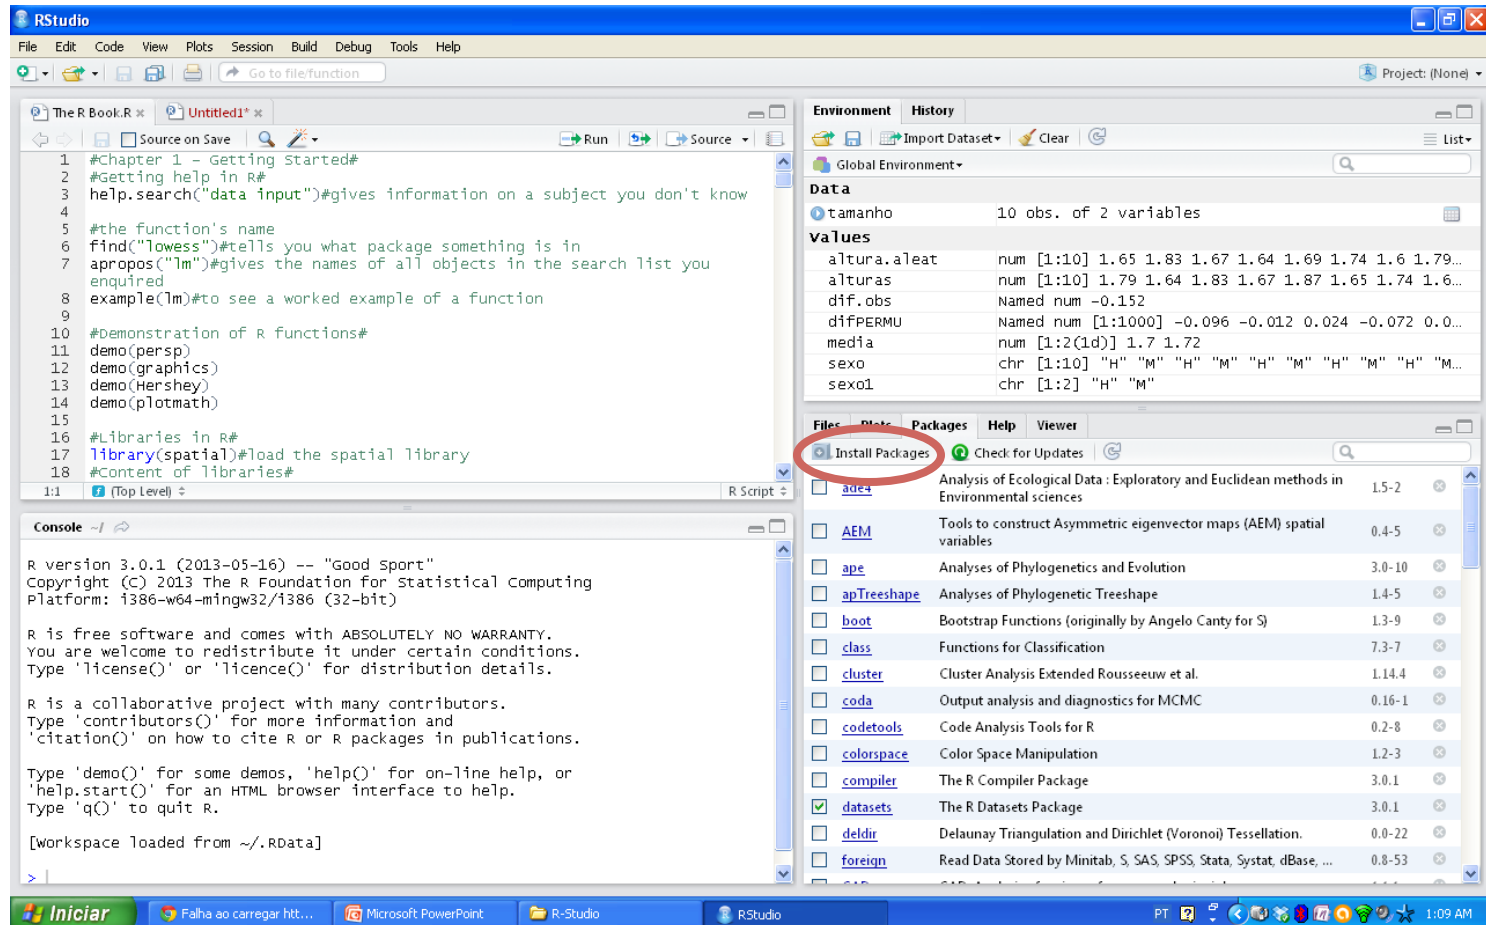 RStudio
File Edit Code View Plots Session Build Debug Tools Help
Go to file/function
Project: (None)
The R Book.R
Untitled1*
Source on Save
Run
Source
1 #Chapter 1 - Getting Started#
2 #Getting help in R#
3 help.search("data input")#gives information on a subject you don't know
4
5 #the function's name
6 find("lowess")#tells you what package something is in
7 apropos("lm")#gives the names of all objects in the search list you
enquired
8 example(lm)#to see a worked example of a function
9
10 #Demonstration of R functions#
11 demo(persp)
12 demo(graphics)
13 demo(Hershey)
14 demo(plotmath)
15
16 #Libraries in R#
17 library(spatial)#load the spatial library
18 #Content of libraries#
1:1 (Top Level) R Script
Console ~/
R version 3.0.1 (2013-05-16) -- "Good Sport"
Copyright (C) 2013 The R Foundation for Statistical Computing
Platform: i386-w64-mingw32/i386 (32-bit)
R is free software and comes with ABSOLUTELY NO WARRANTY.
You are welcome to redistribute it under certain conditions.
Type 'license()' or 'licence()' for distribution details.
R is a collaborative project with many contributors.
Type 'contributors()' for more information and
'citation()' on how to cite R or R packages in publications.
Type 'demo()' for some demos, 'help()' for on-line help, or
'help.start()' for an HTML browser interface to help.
Type 'q()' to quit R.
[Workspace loaded from ~/.RData]
>
Environment History
Import Dataset Clear List
Global Environment
Data
tamanho 10 obs. of 2 variables
Values
altura.aleat num [1:10] 1.65 1.83 1.67 1.64 1.69 1.74 1.6 1.79...
alturas num [1:10] 1.79 1.64 1.83 1.67 1.87 1.65 1.74 1.6...
dif.obs Named num -0.152
difPERMU Named num [1:1000] -0.096 -0.012 0.024 -0.072 0.0...
media num [1:2(1d)] 1.7 1.72
sexo chr [1:10] "H" "M" "H" "M" "H" "M" "H" "M" "H" "M...
sexo1 chr [1:2] "H" "M"
Files Plots Packages Help Viewer
Install Packages Check for Updates
ade4 Analysis of Ecological Data : Exploratory and Euclidean methods in
Environmental sciences 1.5-2
AEM Tools to construct Asymmetric eigenvector maps (AEM) spatial
variables 0.4-5
ape Analyses of Phylogenetics and Evolution 3.0-10
apTreeshape Analyses of Phylogenetic Treeshape 1.4-5
boot Bootstrap Functions (originally by Angelo Canty for S) 1.3-9
class Functions for Classification 7.3-7
cluster Cluster Analysis Extended Rousseeuw et al. 1.14.4
coda Output analysis and diagnostics for MCMC 0.16-1
codetools Code Analysis Tools for R 0.2-8
colorspace Color Space Manipulation 1.2-3
compiler The R Compiler Package 3.0.1
datasets The R Datasets Package 3.0.1
deldir Delaunay Triangulation and Dirichlet (Voronoi) Tessellation. 0.0-22
foreign Read Data Stored by Minitab, S, SAS, SPSS, Stata, Systat, dBase, ... 0.8-53
Iniciar
Falha ao carregar htt...
Microsoft PowerPoint
R-Studio
RStudio
PT
1:09 AM